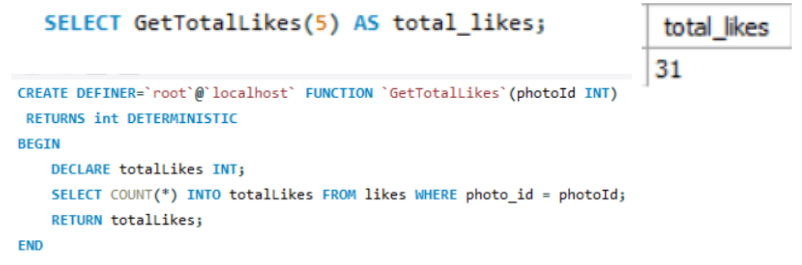 SELECT GetTotalLikes(5) AS total_likes;
total_likes
31
CREATE DEFINER=`root`@`localhost` FUNCTION `GetTotalLikes`(photoId INT)
RETURNS int DETERMINISTIC
BEGIN
DECLARE totalLikes INT;
SELECT COUNT(*) INTO totalLikes FROM likes WHERE photo_id = photoId;
RETURN totalLikes;
END